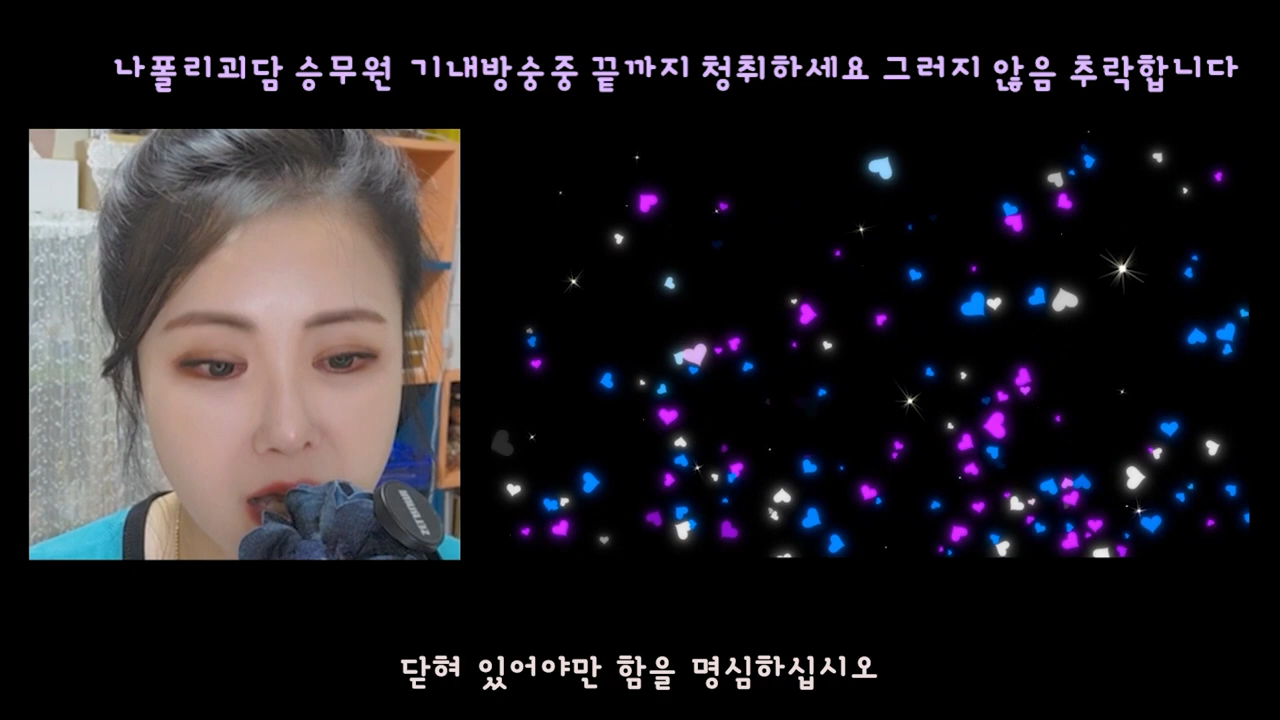 나폴리괴담 승무원 기내방숭중 끝까지 청취하세요 그러지 않음 추락합니다
닫혀 있어야만 함을 명심하십시오